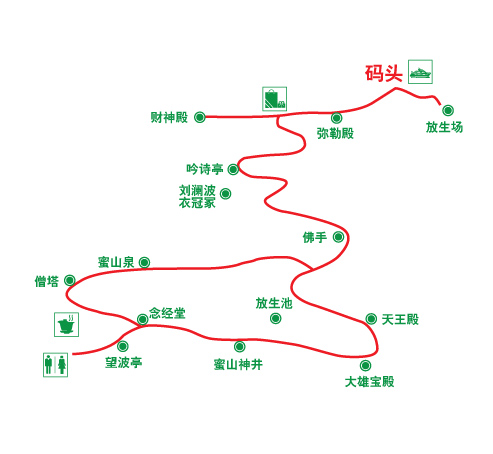 码头
财神殿
弥勒殿
放生场
吟诗亭
刘澜波
衣冠冢
佛手
蜜山泉
僧塔
放生池
念经堂
天王殿
望波亭
蜜山神井
大雄宝殿